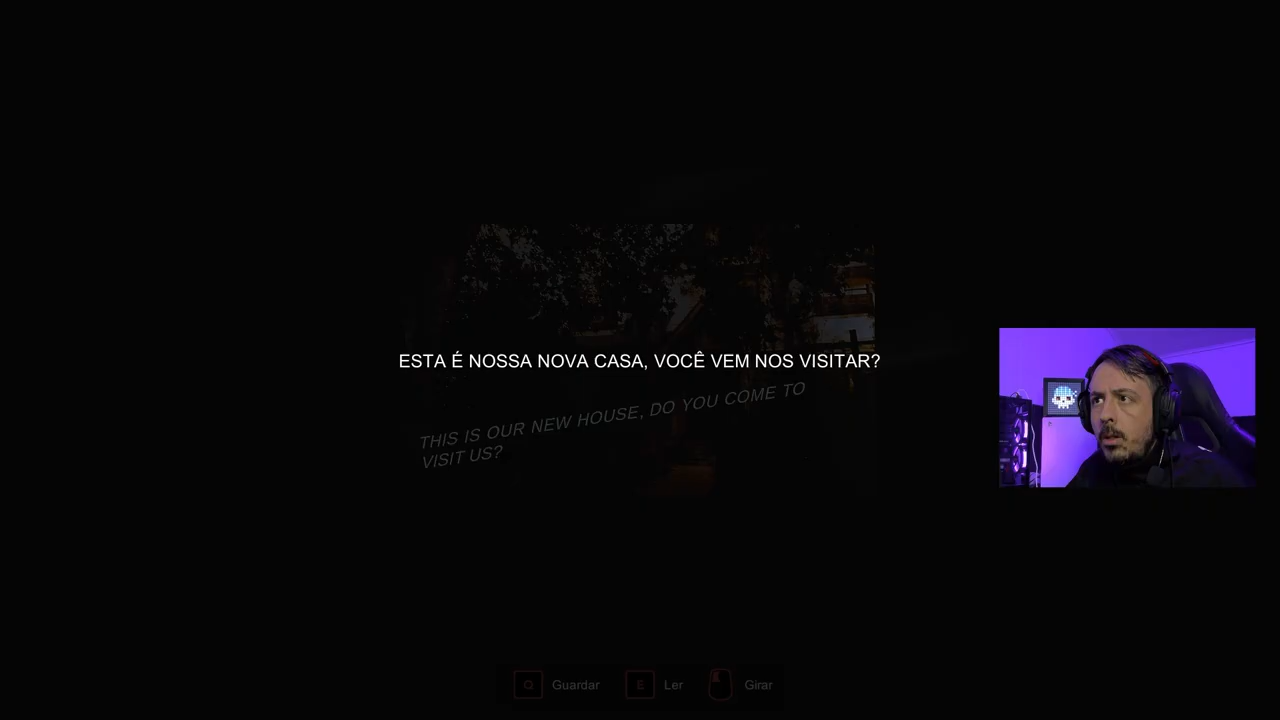 ESTA É NOSSA NOVA CASA, VOCÊ VEM NOS VISITAR?
THIS IS OUR NEW HOUSE, DO YOU COME TO
VISIT US?
Q Guardar E Ler Girar